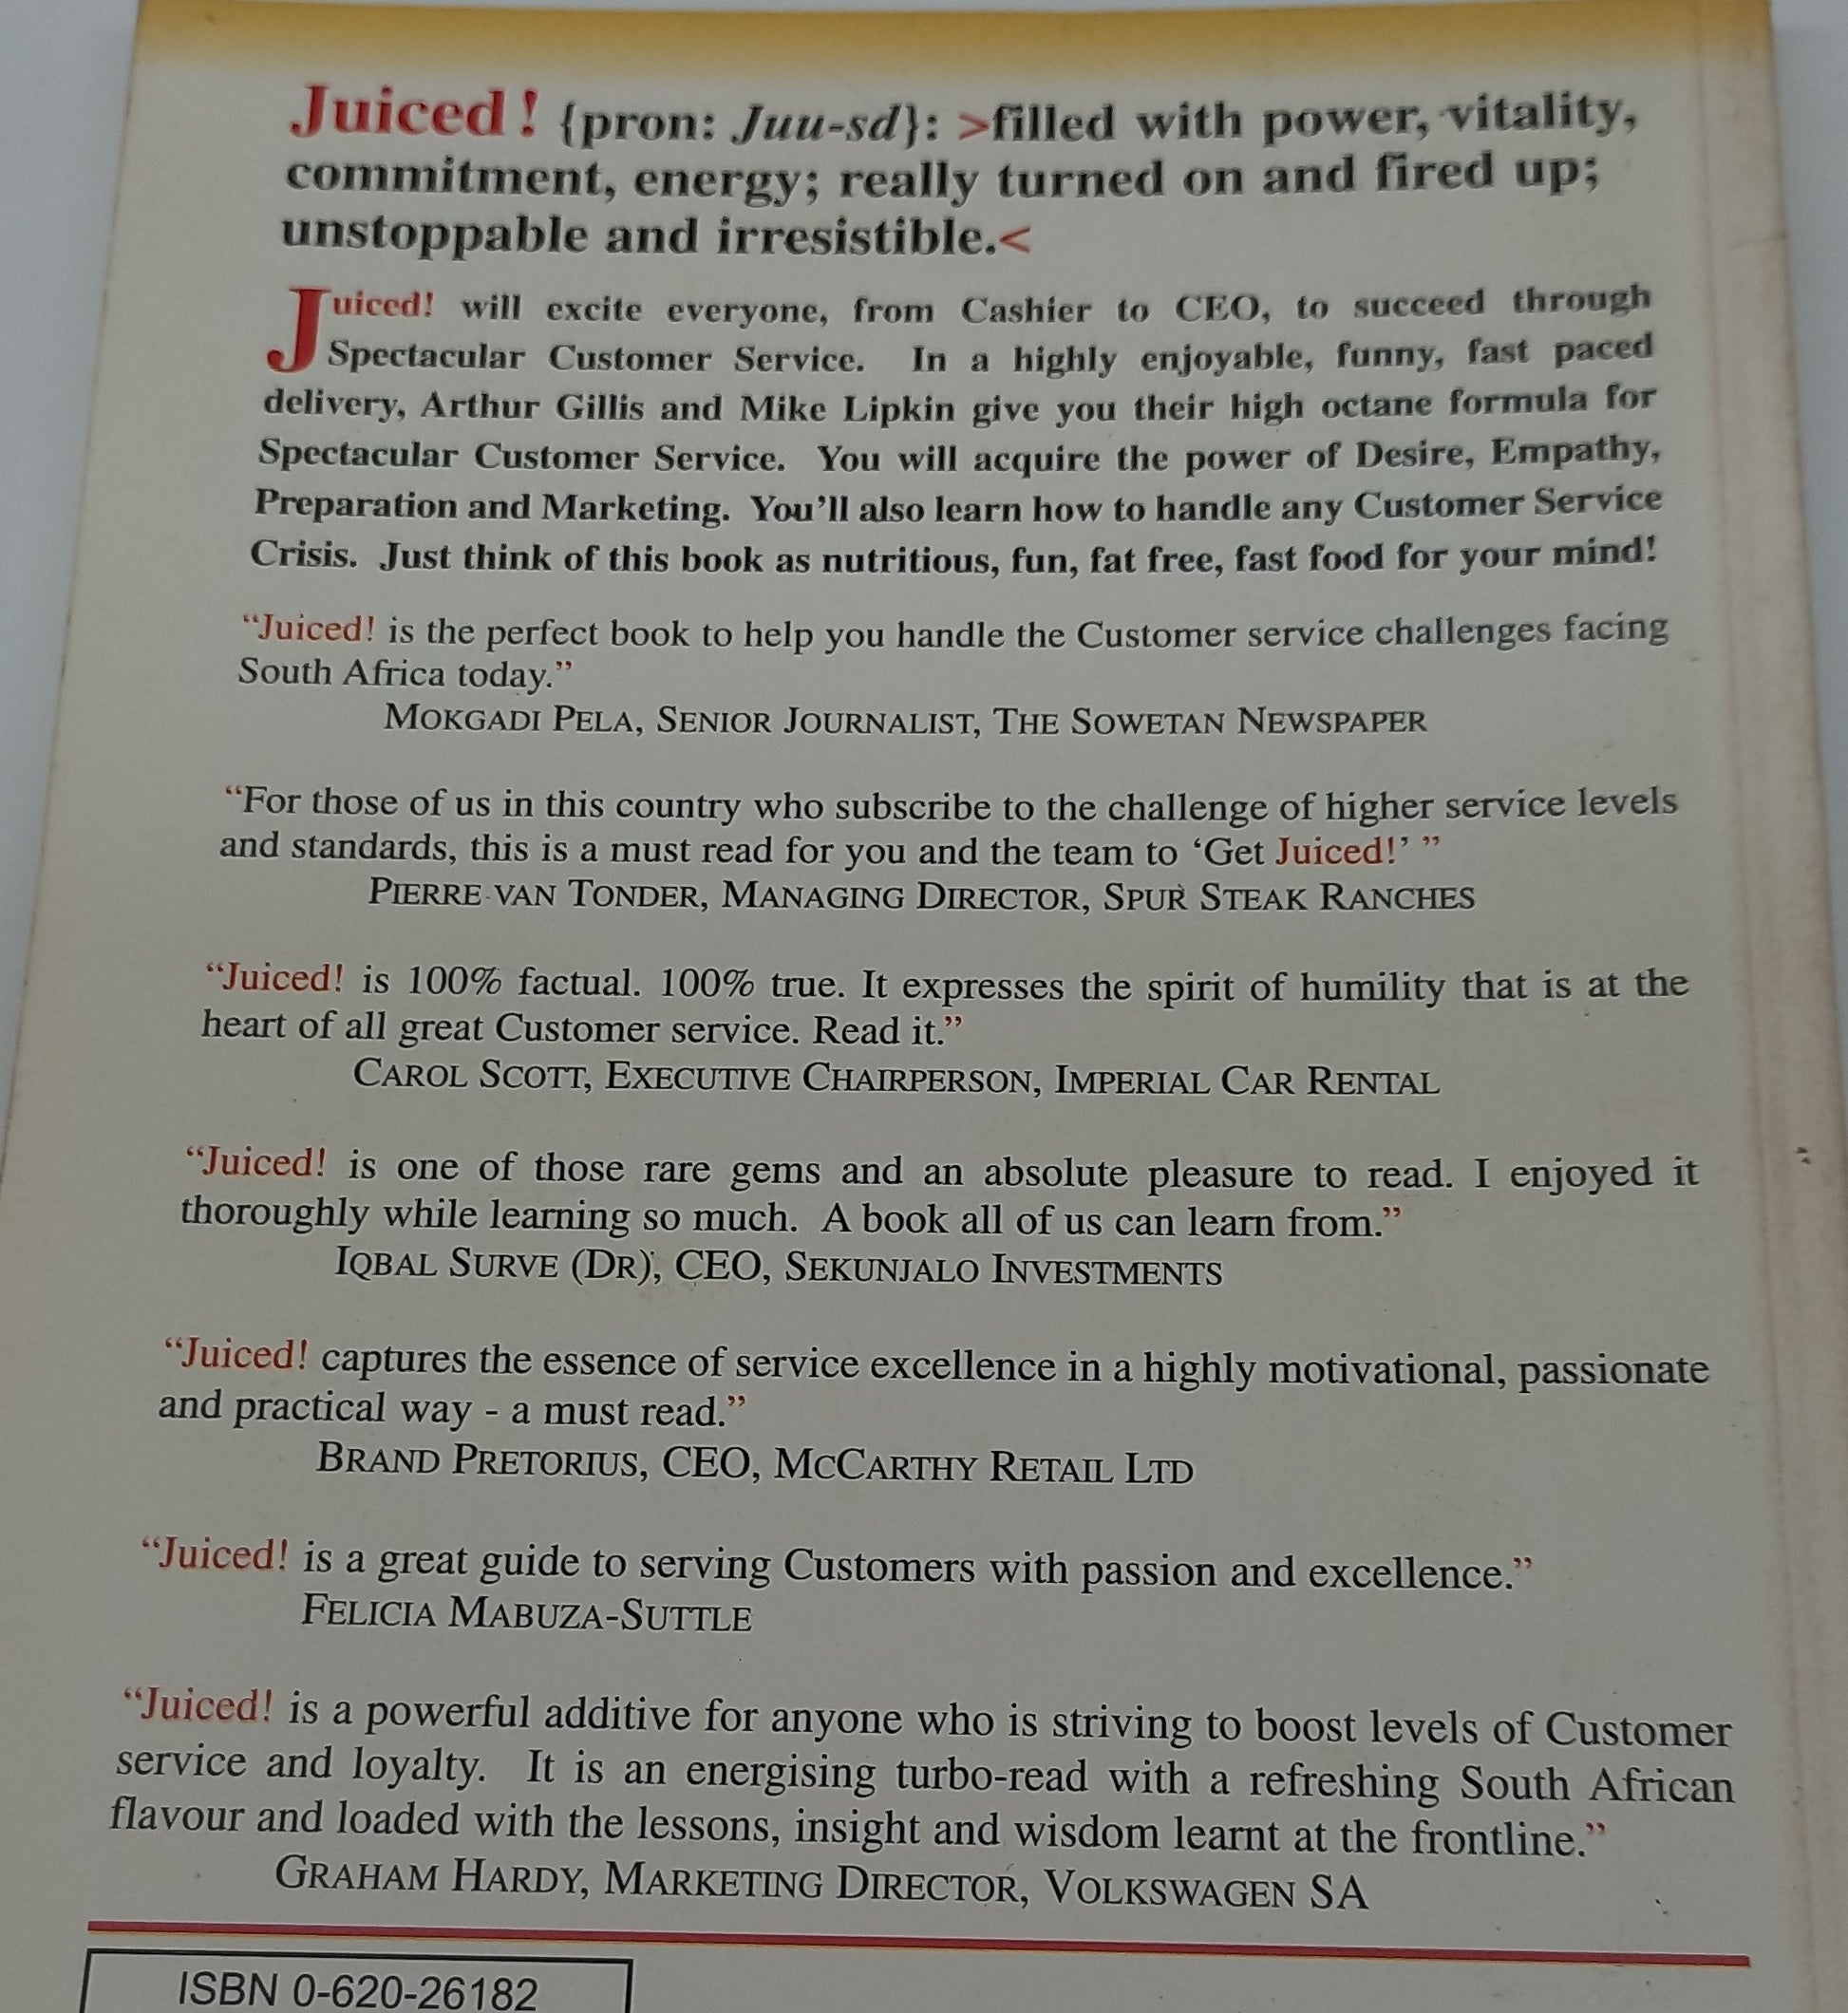 Juiced! {pron: Juu-sd}: >filled with power, vitality,
commitment, energy; really turned on and fired up;
unstoppable and irresistible.<
Juiced! will excite everyone, from Cashier to CEO, to succeed through
Spectacular Customer Service. In a highly enjoyable, funny, fast paced
delivery, Arthur Gillis and Mike Lipkin give you their high octane formula for
Spectacular Customer Service. You will acquire the power of Desire, Empathy,
Preparation and Marketing. You'll also learn how to handle any Customer Service
Crisis. Just think of this book as nutritious, fun, fat free, fast food for your mind!
“Juiced! is the perfect book to help you handle the Customer service challenges facing
South Africa today.”
MOKGADI PELA, SENIOR JOURNALIST, THE SOWETAN NEWSPAPER
“For those of us in this country who subscribe to the challenge of higher service levels
and standards, this is a must read for you and the team to ‘Get Juiced!’ ”
PIERRE VAN TONDER, MANAGING DIRECTOR, SPUR STEAK RANCHES
“Juiced! is 100% factual. 100% true. It expresses the spirit of humility that is at the
heart of all great Customer service. Read it.”
CAROL SCOTT, EXECUTIVE CHAIRPERSON, IMPERIAL CAR RENTAL
“Juiced! is one of those rare gems and an absolute pleasure to read. I enjoyed it
thoroughly while learning so much. A book all of us can learn from.”
IQBAL SURVE (DR), CEO, SEKUNJALO INVESTMENTS
“Juiced! captures the essence of service excellence in a highly motivational, passionate
and practical way - a must read.”
BRAND PRETORIUS, CEO, MCCARTHY RETAIL LTD
“Juiced! is a great guide to serving Customers with passion and excellence.”
FELICIA MABUZA-SUTTLE
“Juiced! is a powerful additive for anyone who is striving to boost levels of Customer
service and loyalty. It is an energising turbo-read with a refreshing South African
flavour and loaded with the lessons, insight and wisdom learnt at the frontline.”
GRAHAM HARDY, MARKETING DIRECTOR, VOLKSWAGEN SA
ISBN 0-620-26182